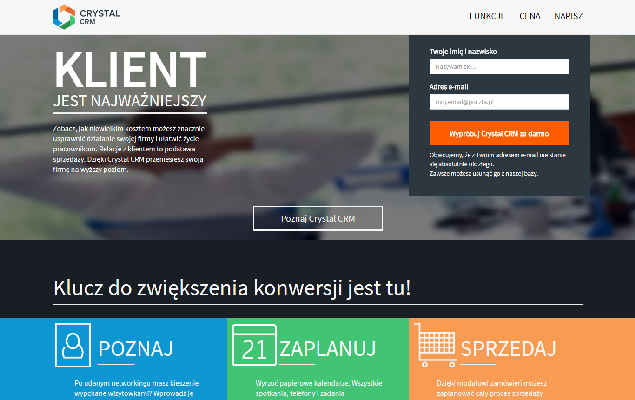 CRYSTAL
CRM
FUNKCJE CENA NAPISZ
KLIENT
JEST NAJWAŻNIEJSZY
Zobacz, jak niewielkim kosztem możesz znacznie
usprawnić działanie swojej firmy i ułatwić życie
pracownikom. Relacje z klientem to podstawa
sprzedaży. Dzięki Crystal CRM przeniesiesz swoją
firmę na wyższy poziom.
Twoje imię i nazwisko
Nazywam się...
Adres e-mail
moj.email@poczta.pl
Wypróbuj Crystal CRM za darmo
Obiecujemy, że z Twoim adresem e-mail nie stanie
się absolutnie nic złego.
Zawsze możesz usunąć go z naszej bazy.
Poznaj Crystal CRM
Klucz do zwiększenia konwersji jest tu!
POZNAJ
21 ZAPLANUJ
SPRZEDAJ
Po udanym networkingu masz kieszenie
wypchane wizytówkami? Wprowadź je
Wyrzuć papierowe kalendarze. Wszystkie
spotkania, telefony i zadania
Dzięki modułowi zamówień możesz
zaplanować cały proces sprzedaży